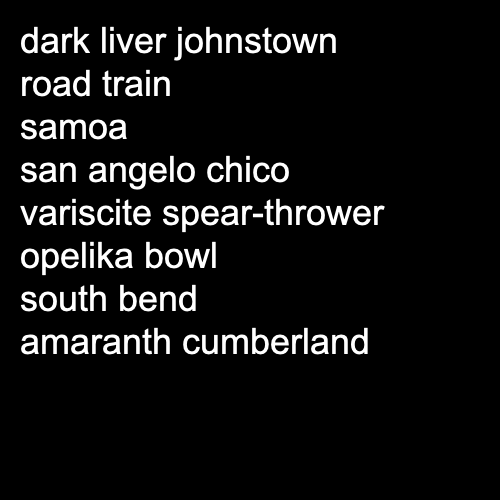 dark liver johnstown
road train
samoa
san angelo chico
variscite spear-thrower
opelika bowl
south bend
amaranth cumberland